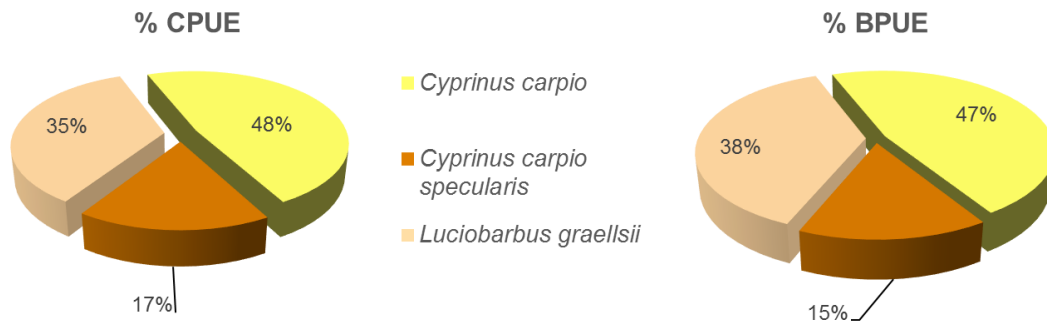 % CPUE
35%
48%
17%
Cyprinus carpio
Cyprinus carpio
specularis
Luciobarbus graellsii
% BPUE
38%
47%
15%